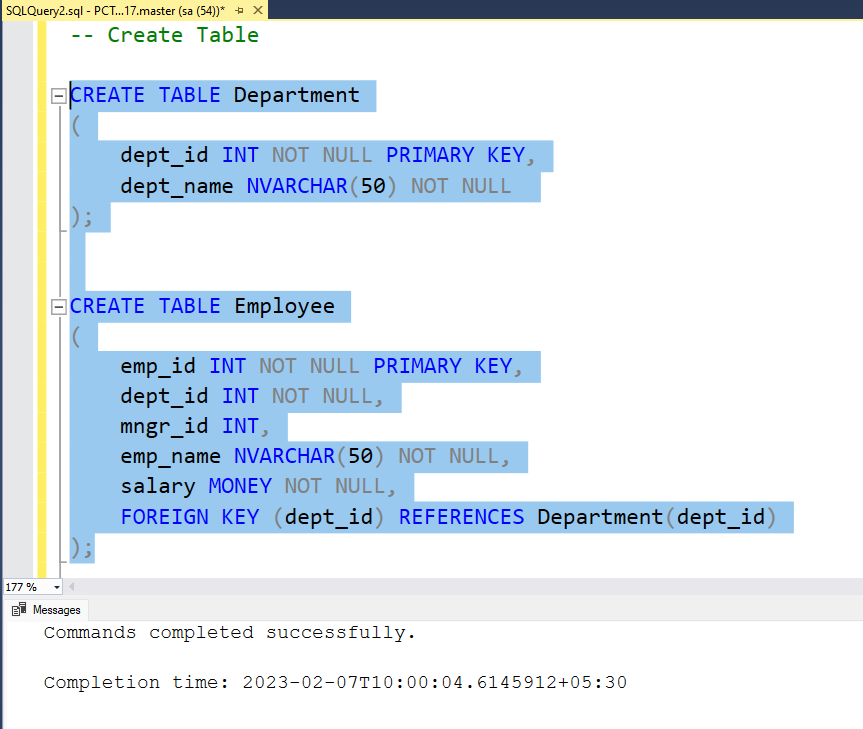 SQLQuery2.sql - PCT...17.master (sa (54))*
-- Create Table
CREATE TABLE Department
(
dept_id INT NOT NULL PRIMARY KEY,
dept_name NVARCHAR(50) NOT NULL
);
CREATE TABLE Employee
(
emp_id INT NOT NULL PRIMARY KEY,
dept_id INT NOT NULL,
mngr_id INT,
emp_name NVARCHAR(50) NOT NULL,
salary MONEY NOT NULL,
FOREIGN KEY (dept_id) REFERENCES Department(dept_id)
);
177 %
Messages
Commands completed successfully.
Completion time: 2023-02-07T10:00:04.6145912+05:30